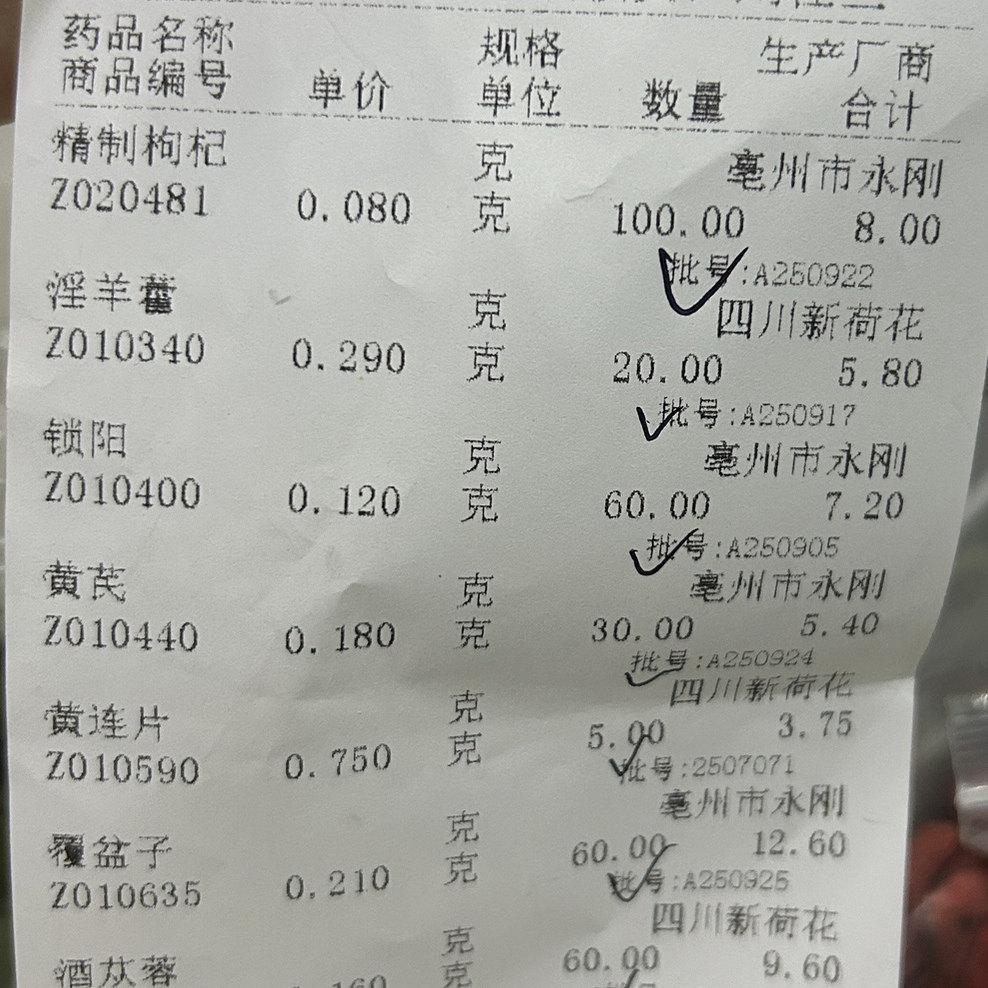 药品名称 规格 生产厂商
商品编号 单价 单位 数量 合计
精制枸杞 克 亳州市永刚
Z020481 0.080 克 100.00 8.00
批号:A250922
淫羊藿 克 四川新荷花
Z010340 0.290 克 20.00 5.80
批号:A250917
锁阳 克 亳州市永刚
Z010400 0.120 克 60.00 7.20
批号:A250905
黄芪 克 亳州市永刚
Z010440 0.180 克 30.00 5.40
批号:A250924
黄连片 克 四川新荷花
Z010590 0.750 克 5.00 3.75
批号:2507071
覆盆子 克 亳州市永刚
Z010635 0.210 克 60.00 12.60
批号:A250925
酒苁蓉 克 四川新荷花
克 60.00 9.60